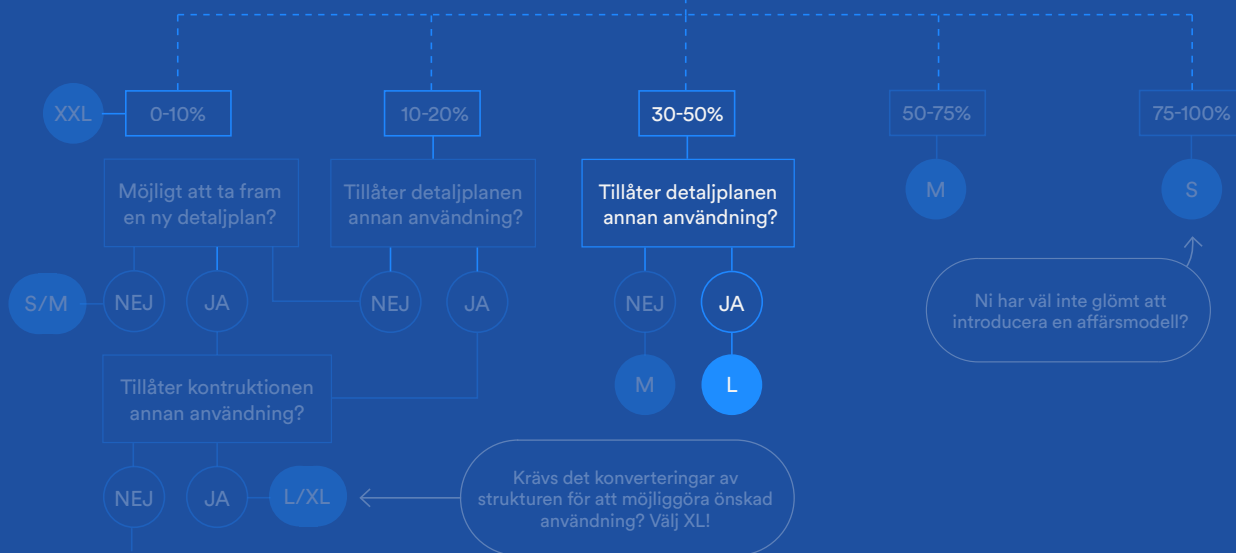 XXL
0-10%
10-20%
30-50%
50-75%
75-100%
Möjligt att ta fram
en ny detaljplan?
Tillåter detaljplanen
annan användning?
Tillåter detaljplanen
annan användning?
M
S
S/M
NEJ
JA
NEJ
JA
NEJ
JA
Ni har väl inte glömt att
introducera en affärsmodell?
Tillåter kontruktionen
annan användning?
M
L
NEJ
JA
L/XL
Krävs det konverteringar av
strukturen för att möjliggöra önskad
användning? Välj XL!